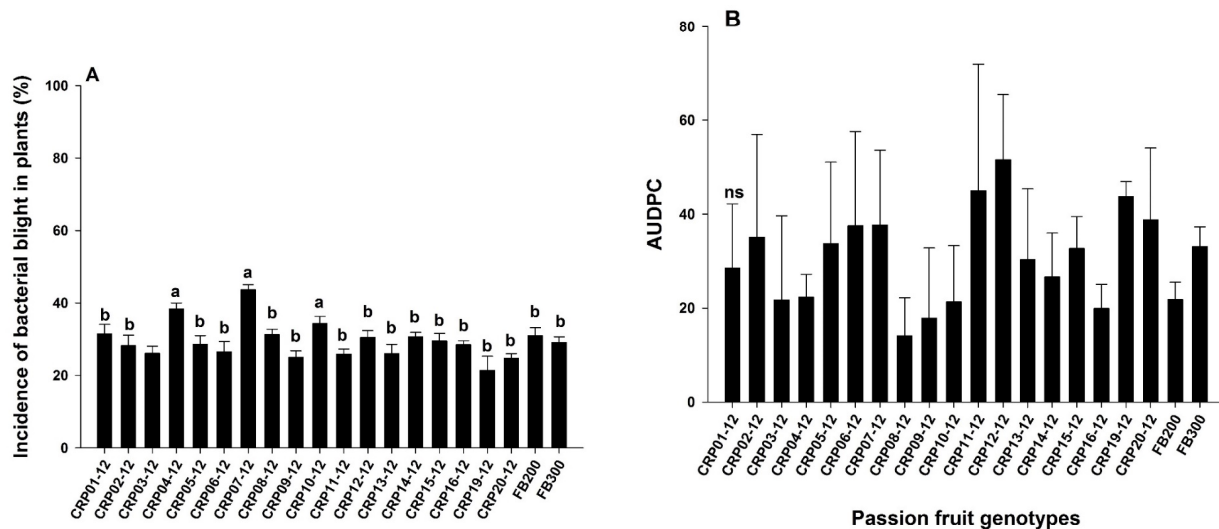 A
Incidence of bacterial blight in plants (%)
100
80
60
40
20
0
b b a b b a b b a b b b b b b b b b b
CRP01-12 CRP02-12 CRP03-12 CRP04-12 CRP05-12 CRP06-12 CRP07-12 CRP08-12 CRP09-12 CRP10-12 CRP11-12 CRP12-12 CRP13-12 CRP14-12 CRP15-12 CRP16-12 CRP19-12 CRP20-12 FB200 FB300
B
AUDPC
80
60
40
20
0
ns
CRP01-12 CRP02-12 CRP03-12 CRP04-12 CRP05-12 CRP06-12 CRP07-12 CRP08-12 CRP09-12 CRP10-12 CRP11-12 CRP12-12 CRP13-12 CRP14-12 CRP15-12 CRP16-12 CRP19-12 CRP20-12 FB200 FB300
Passion fruit genotypes